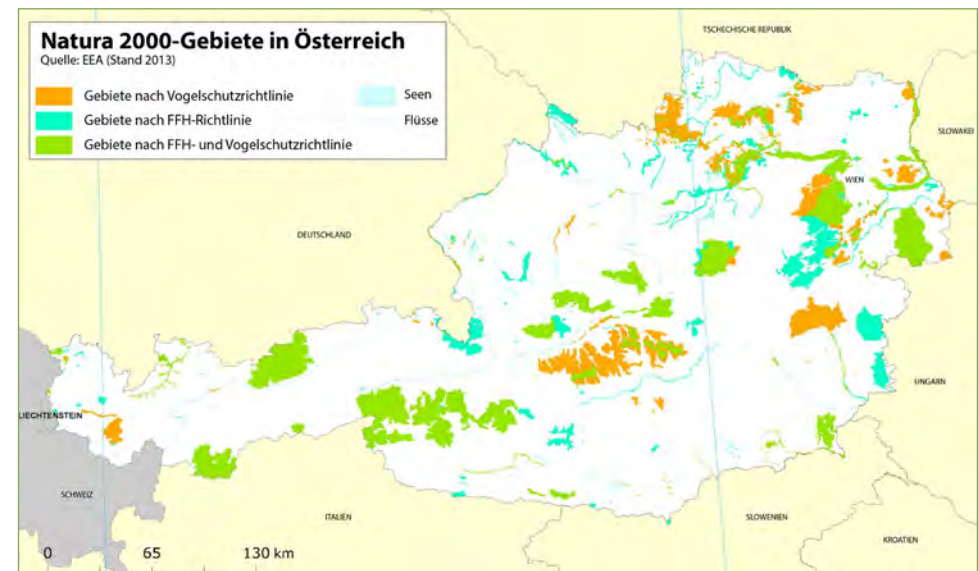 Natura 2000-Gebiete in Österreich
Quelle: EEA (Stand 2013)
Gebiete nach Vogelschutzrichtlinie
Seen
Gebiete nach FFH-Richtlinie
Flüsse
Gebiete nach FFH- und Vogelschutzrichtlinie
TSCHECHISCHE REPUBLIK
SLOWAKEI
WIEN
DEUTSCHLAND
UNGARN
LIECHTENSTEIN
SCHWEIZ
ITALIEN
SLOWENIEN
KROATIEN
0 65 130 km